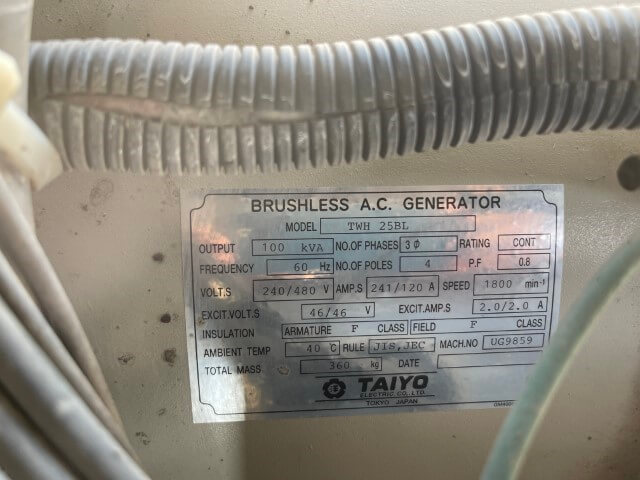 BRUSHLESS A.C. GENERATOR
MODEL TWH 25BL
OUTPUT 100 kVA NO.OF PHASES 3Φ RATING CONT
FREQUENCY 60 Hz NO.OF POLES 4 P.F 0.8
VOLT.S 240/480 V AMP.S 241/120 A SPEED 1800 min-1
EXCIT.VOLT.S 46/46 V EXCIT.AMP.S 2.0/2.0 A
INSULATION ARMATURE F CLASS FIELD F CLASS
AMBIENT TEMP 40 ℃ RULE JIS,JEC MACH.NO UG9859
TOTAL MASS 360 kg DATE
TAIYO
ELECTRIC CO., LTD.
TOKYO JAPAN